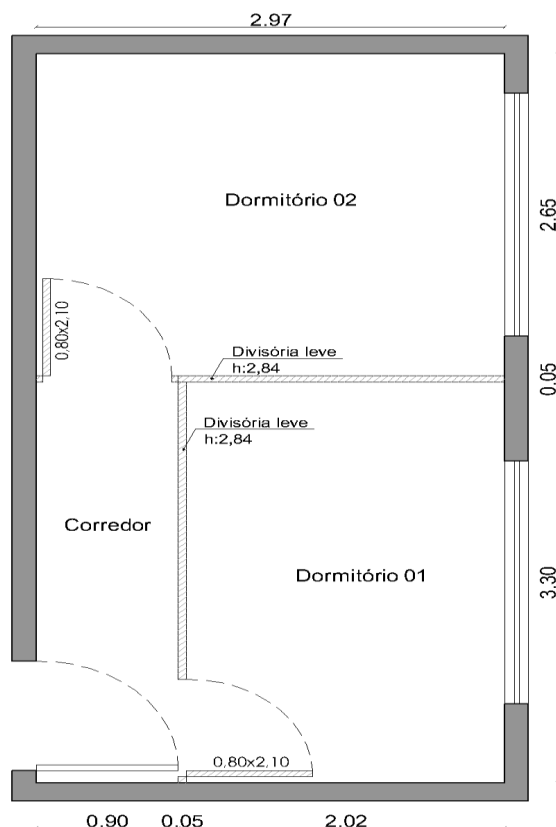 2.97
Dormitório 02
2.65
0,80x2,10
Divisória leve
h:2,84
0.05
Divisória leve
h:2,84
Corredor
Dormitório 01
3.30
0,80x2,10
0.90 0.05 2.02